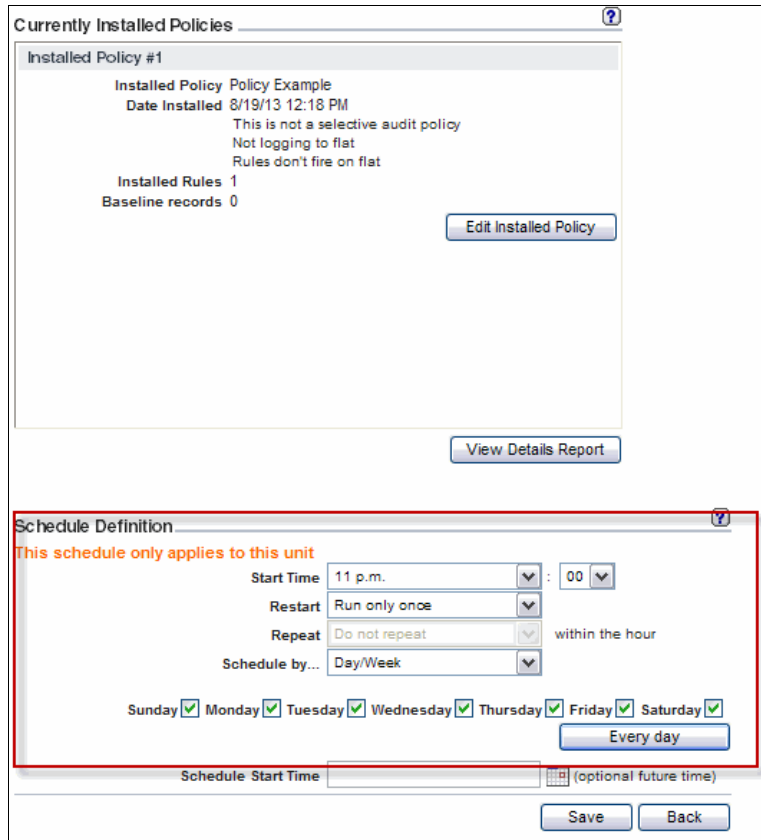 Currently Installed Policies ?
Installed Policy #1
Installed Policy Policy Example
Date Installed 8/19/13 12:18 PM
This is not a selective audit policy
Not logging to flat
Rules don't fire on flat
Installed Rules 1
Baseline records 0
Edit Installed Policy
View Details Report
Schedule Definition ?
This schedule only applies to this unit
Start Time 11 p.m. : 00
Restart Run only once
Repeat Do not repeat within the hour
Schedule by... Day/Week
Sunday Monday Tuesday Wednesday Thursday Friday Saturday
Every day
Schedule Start Time (optional future time)
Save Back